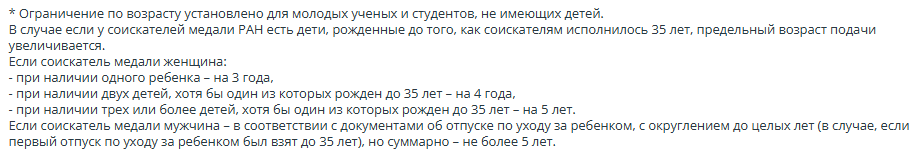 * Ограничение по возрасту установлено для молодых ученых и студентов, не имеющих детей.
В случае если у соискателей медали РАН есть дети, рожденные до того, как соискателям исполнилось 35 лет, предельный возраст подачи
увеличивается.
Если соискатель медали женщина:
- при наличии одного ребенка – на 3 года,
- при наличии двух детей, хотя бы один из которых рожден до 35 лет – на 4 года,
- при наличии трех или более детей, хотя бы один из которых рожден до 35 лет – на 5 лет.
Если соискатель медали мужчина – в соответствии с документами об отпуске по уходу за ребенком, с округлением до целых лет (в случае, если
первый отпуск по уходу за ребенком был взят до 35 лет), но суммарно – не более 5 лет.